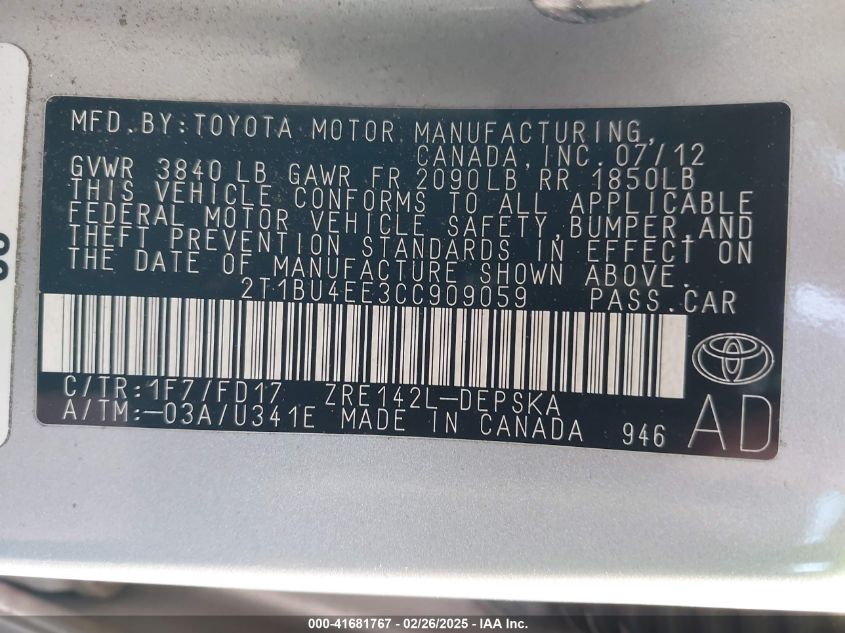 MFD.BY:TOYOTA MOTOR MANUFACTURING,
CANADA, INC. 07/12
GVWR 3840 LB GAWR FR 2090LB RR 1850LB
THIS VEHICLE CONFORMS TO ALL APPLICABLE
FEDERAL MOTOR VEHICLE SAFETY,BUMPER,AND
THEFT PREVENTION STANDARDS IN EFFECT ON
THE DATE OF MANUFACTURE SHOWN ABOVE.
2T1BU4EE3CC909059 PASS.CAR
C/TR:1F7/FD17 ZRE142L-DEPSKA
A/TM:-03A/U341E MADE IN CANADA 946
AD
000-41681767 - 02/26/2025 - IAA Inc.